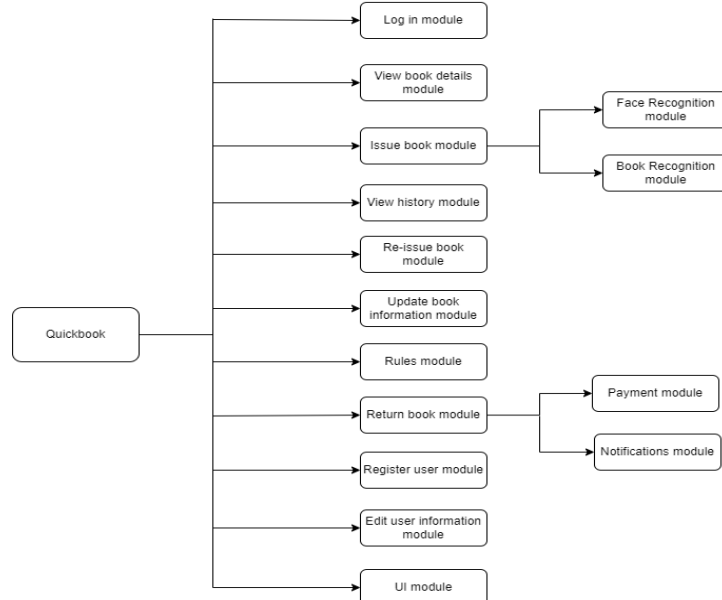 Log in module
View book details
module
Face Recognition
module
Issue book module
Book Recognition
module
View history module
Re-issue book
module
Update book
information module
Quickbook
Rules module
Payment module
Return book module
Notifications module
Register user module
Edit user information
module
UI module